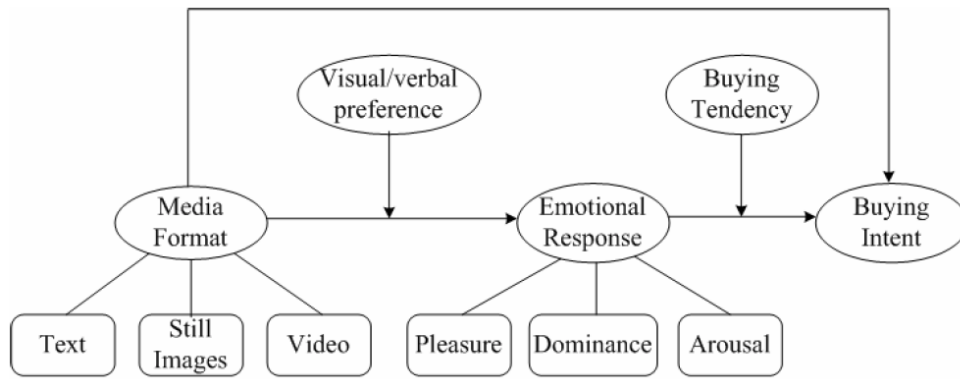 Visual/verbal
preference
Buying
Tendency
Media
Format
Emotional
Response
Buying
Intent
Text
Still
Images
Video
Pleasure
Dominance
Arousal